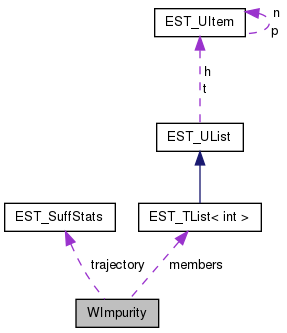 EST_UItem
n
p
h
t
EST_UList
EST_SuffStats
EST_TList< int >
trajectory
members
WImpurity